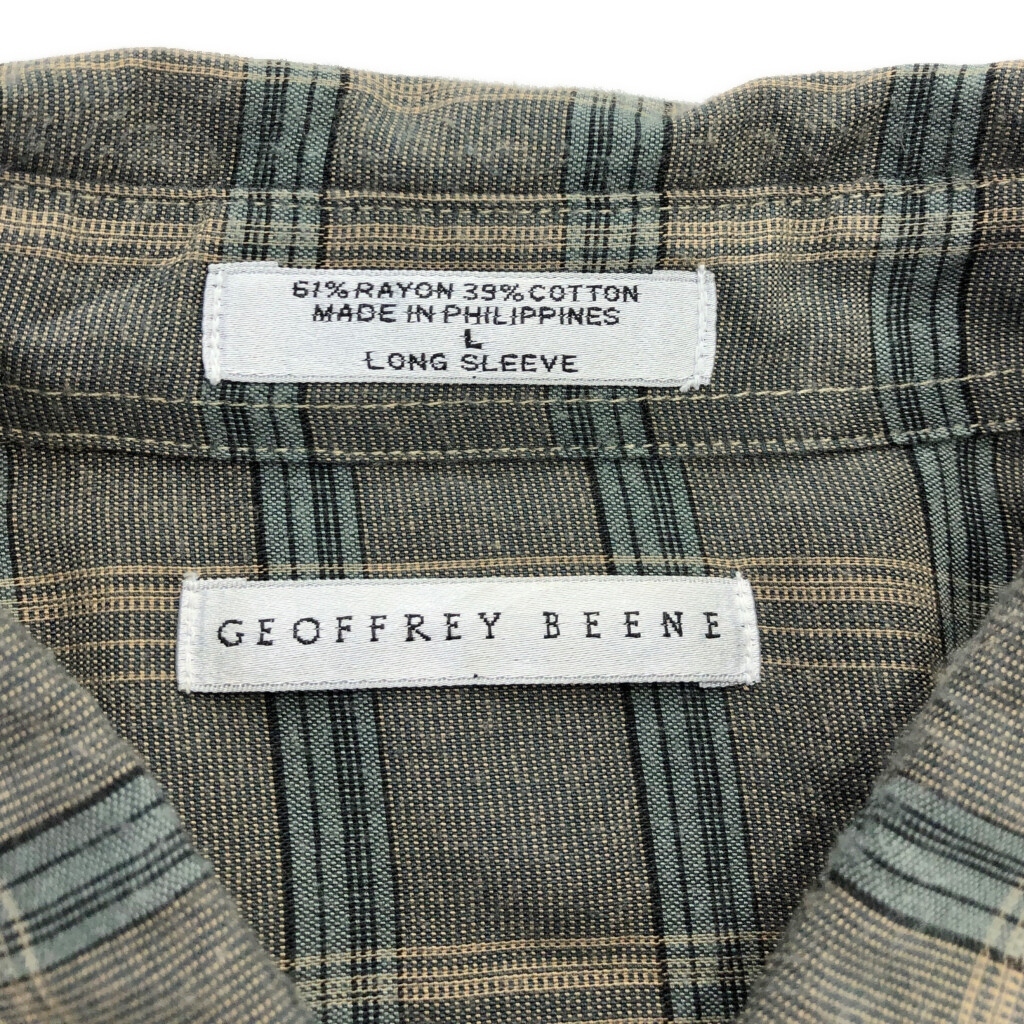 61% RAYON 39% COTTON
MADE IN PHILIPPINES
L
LONG SLEEVE
GEOFFREY BEENE